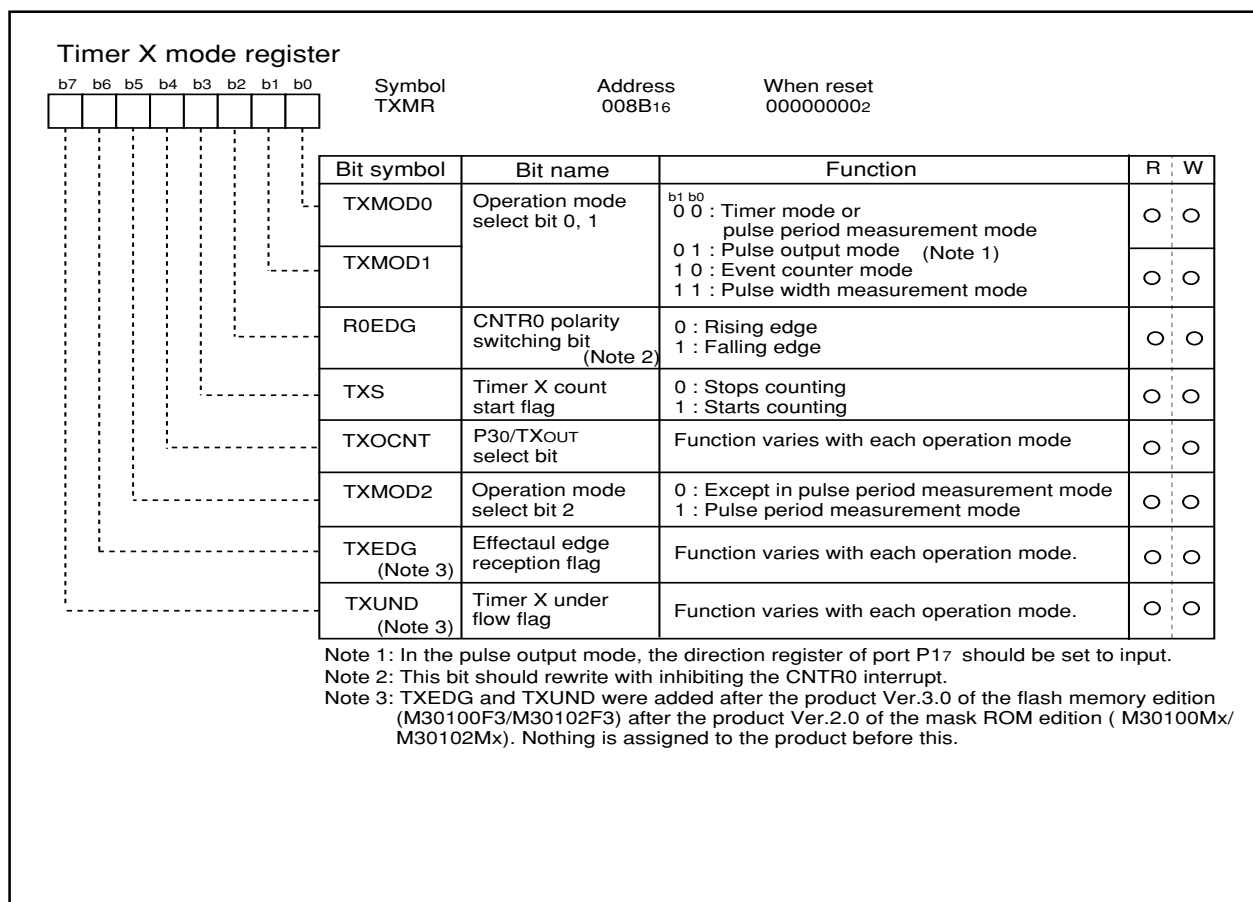 Timer X mode register
b7 b6 b5 b4 b3 b2 b1 b0
Symbol Address When reset
TXMR 008B16 000000002
Bit symbol Bit name Function R W
TXMOD0 Operation mode select bit 0, 1
b1 b0
0 0 : Timer mode or
pulse period measurement mode
0 1 : Pulse output mode (Note 1)
TXMOD1
1 0 : Event counter mode
1 1 : Pulse width measurement mode
R0EDG CNTR0 polarity
switching bit
(Note 2)
0 : Rising edge
1 : Falling edge
TXS Timer X count
start flag
0 : Stops counting
1 : Starts counting
TXOCNT P30/TXOUT
select bit
Function varies with each operation mode
TXMOD2 Operation mode
select bit 2
0 : Except in pulse period measurement mode
1 : Pulse period measurement mode
TXEDG
(Note 3)
Effectaul edge
reception flag
Function varies with each operation mode.
TXUND
(Note 3)
Timer X under
flow flag
Function varies with each operation mode.
Note 1: In the pulse output mode, the direction register of port P17 should be set to input.
Note 2: This bit should rewrite with inhibiting the CNTR0 interrupt.
Note 3: TXEDG and TXUND were added after the product Ver.3.0 of the flash memory edition
(M30100F3/M30102F3) after the product Ver.2.0 of the mask ROM edition ( M30100Mx/
M30102Mx). Nothing is assigned to the product before this.